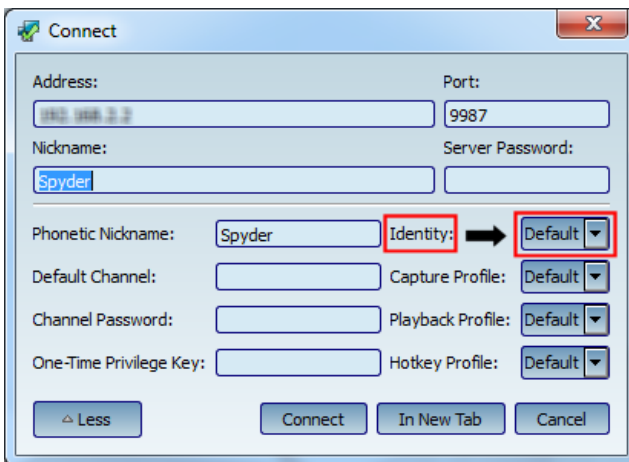 Connect
Address: Port:
9987
Nickname: Server Password:
Spyder
Phonetic Nickname: Spyder Identity: Default
Default Channel: Capture Profile: Default
Channel Password: Playback Profile: Default
One-Time Privilege Key: Hotkey Profile: Default
Less Connect In New Tab Cancel